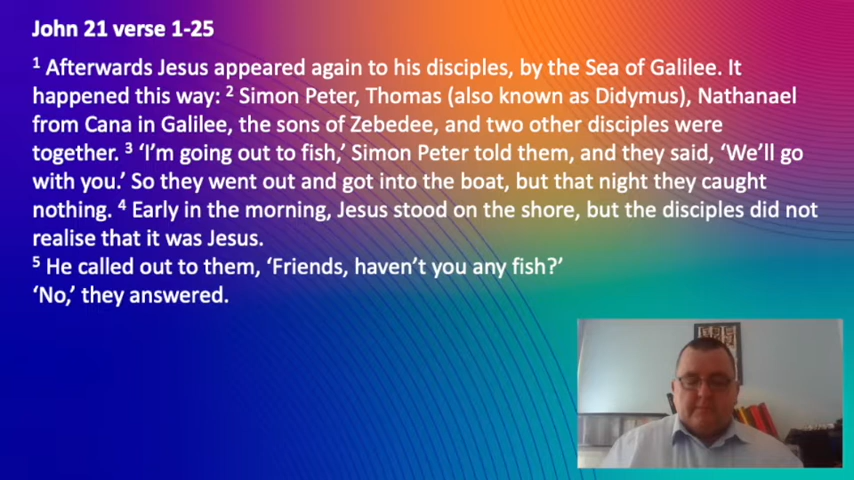 John 21 verse 1-25
¹ Afterwards Jesus appeared again to his disciples, by the Sea of Galilee. It
happened this way: ² Simon Peter, Thomas (also known as Didymus), Nathanael
from Cana in Galilee, the sons of Zebedee, and two other disciples were
together. ³ ‘I’m going out to fish,’ Simon Peter told them, and they said, ‘We’ll go
with you.’ So they went out and got into the boat, but that night they caught
nothing. ⁴ Early in the morning, Jesus stood on the shore, but the disciples did not
realise that it was Jesus.
⁵ He called out to them, ‘Friends, haven’t you any fish?’
‘No,’ they answered.